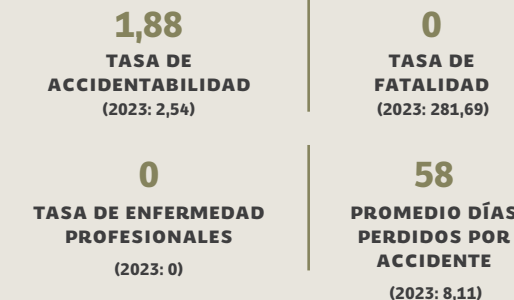 1,88
TASA DE
ACCIDENTABILIDAD
(2023: 2,54)
0
TASA DE
FATALIDAD
(2023: 281,69)
0
TASA DE ENFERMEDAD
PROFESIONALES
(2023: 0)
58
PROMEDIO DÍAS
PERDIDOS POR
ACCIDENTE
(2023: 8,11)